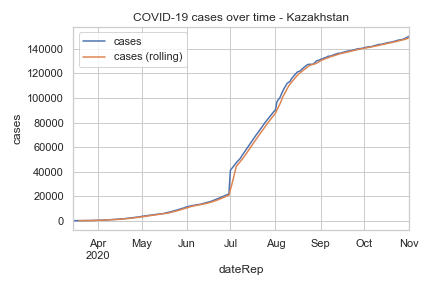 COVID-19 cases over time - Kazakhstan
cases
cases (rolling)
140000
120000
100000
80000
60000
40000
20000
0
cases
Apr May Jun Jul Aug Sep Oct Nov
2020
dateRep